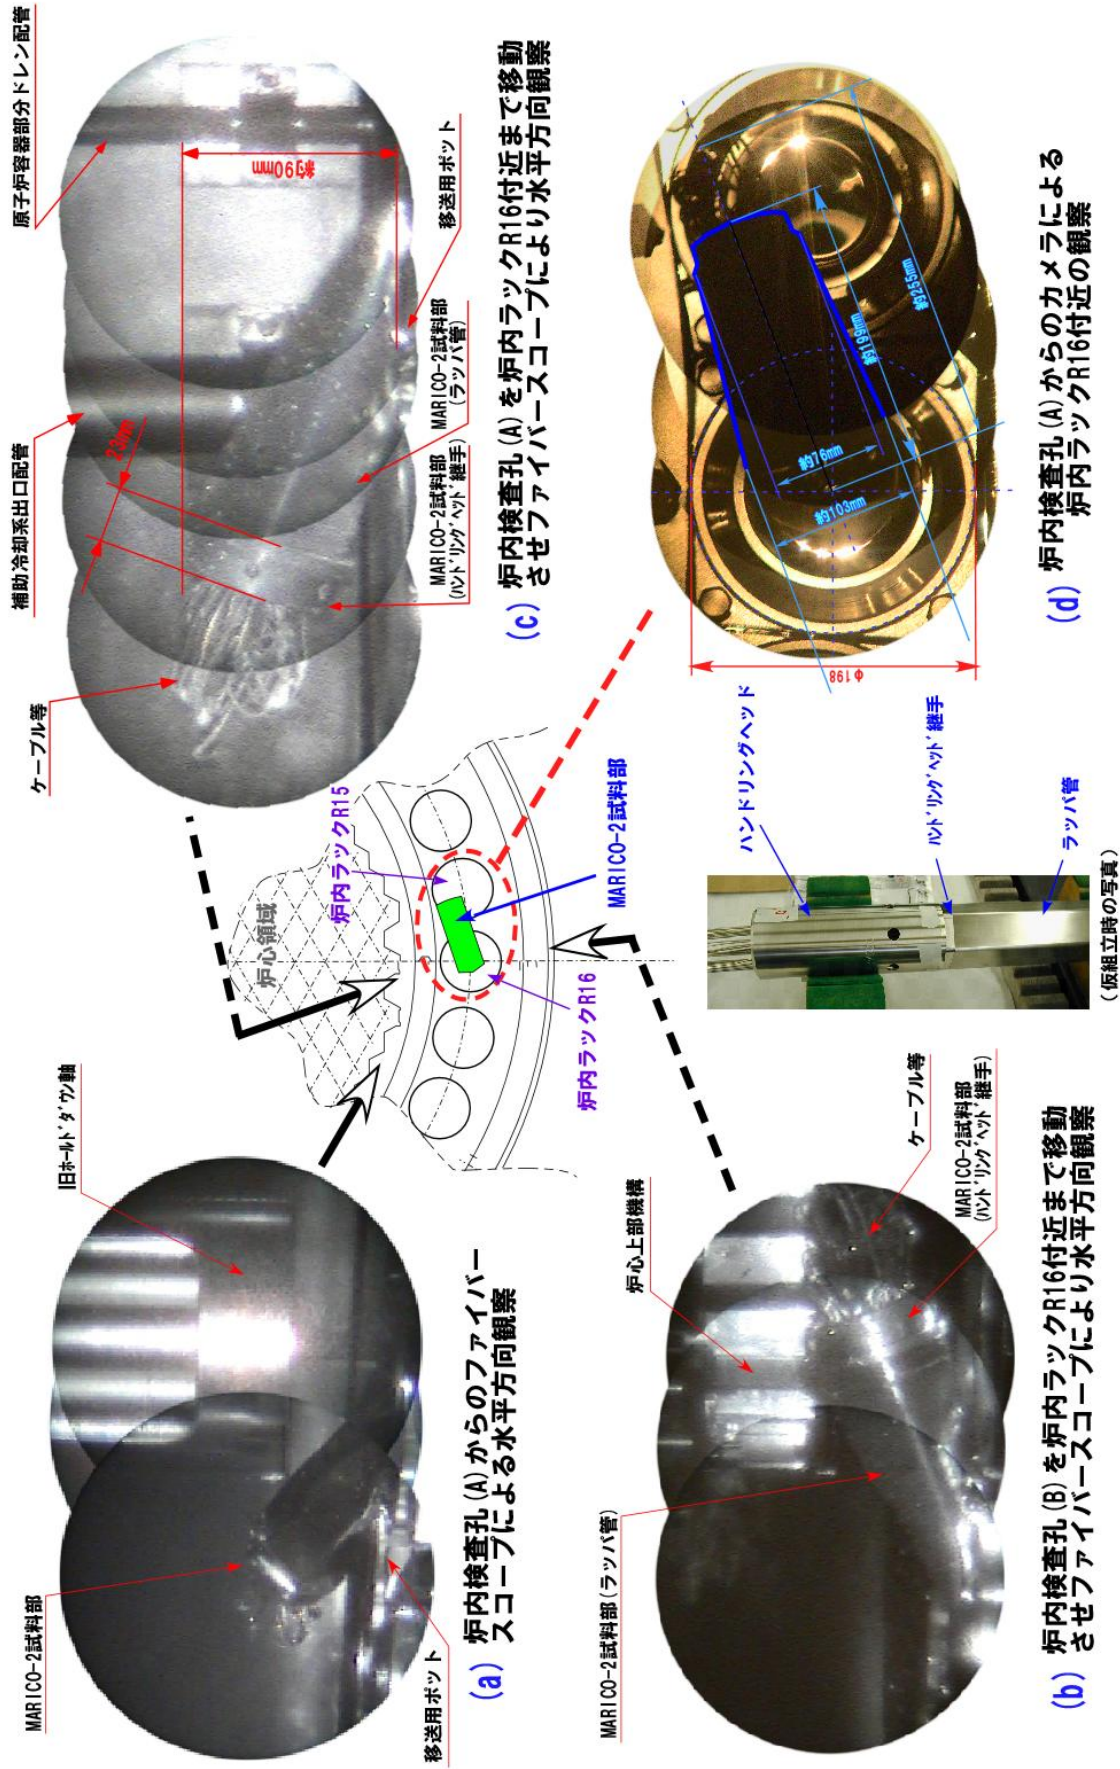 MARICO-2試料部
旧ホールドダウン軸
移送用ポット
(a) 炉内検査孔(A)からのファイバー
スコープによる水平方向観察
ケーブル等
補助冷却系出口配管
原子炉容器部分ドレン配管
23mm
約90mm
MARICO-2試料部
(ハンドリングヘッド継手)
MARICO-2試料部
(ラッパ管)
移送用ポット
(c) 炉内検査孔(A)を炉内ラックR16付近まで移動
させファイバースコープにより水平方向観察
炉心領域
炉内ラックR15
炉内ラックR16
MARICO-2試料部
MARICO-2試料部(ラッパ管)
炉心上部機構
ケーブル等
MARICO-2試料部
(ハンドリングヘッド継手)
(b) 炉内検査孔(B)を炉内ラックR16付近まで移動
させファイバースコープにより水平方向観察
ハンドリングヘッド
ハンドリングヘッド継手
ラッパ管
(仮組立時の写真)
φ198
約103mm
約76mm
約199mm
約255mm
(d) 炉内検査孔(A)からのカメラによる
炉内ラックR16付近の観察